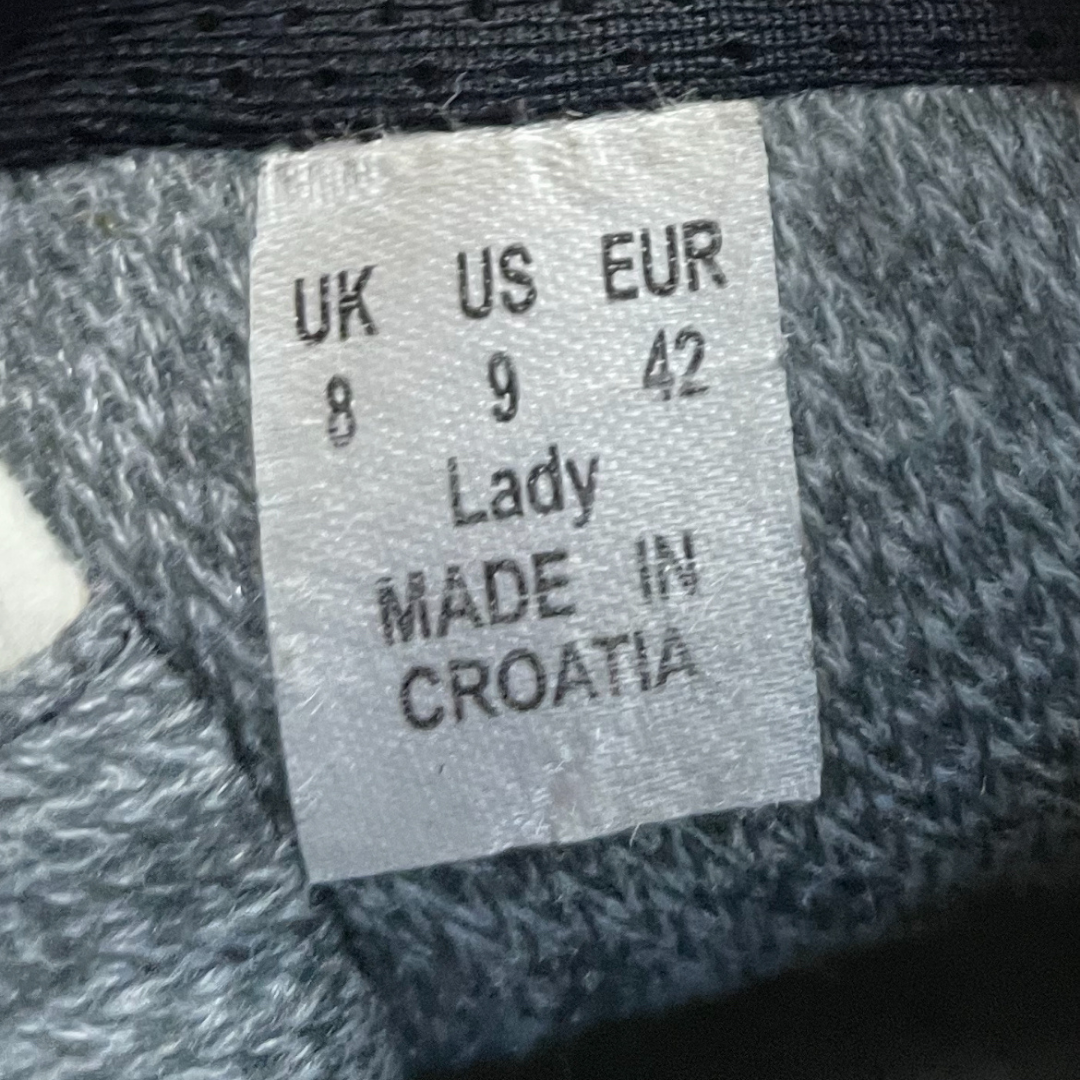 UK US EUR
8 9 42
Lady
MADE IN
CROATIA